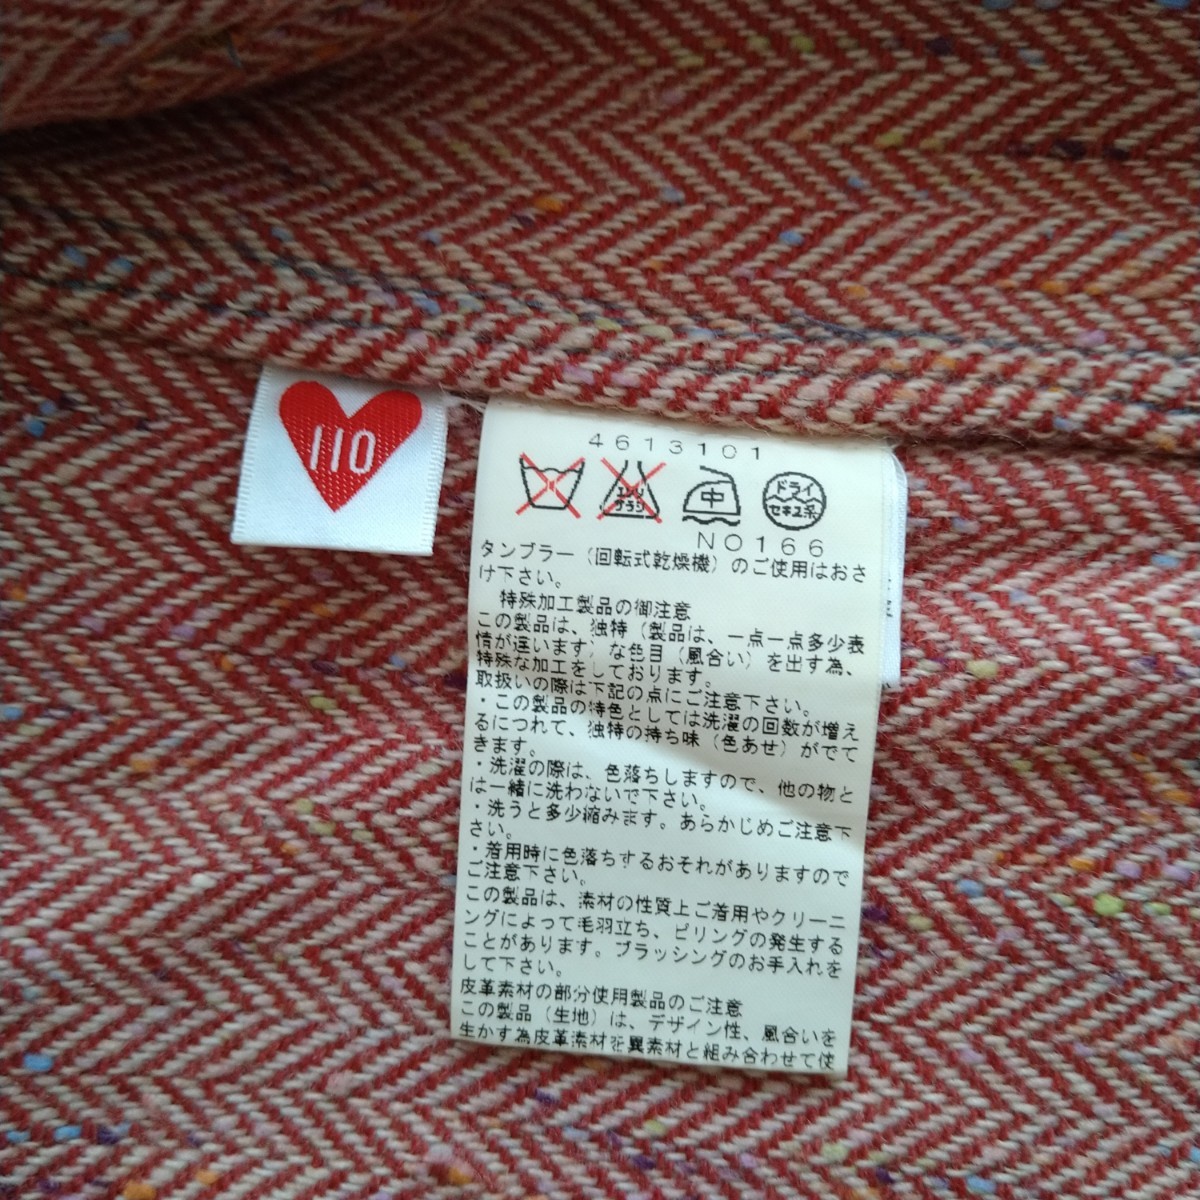 110
4613101
エンソ
サラシ
中
ドライ
セキユ系
NO166
タンブラー（回転式乾燥機）のご使用はおさ
け下さい。
特殊加工製品の御注意
この製品は、独特（製品は、一点一点多少表
情が違います）な色目（風合い）を出す為、
特殊な加工をしております。
取扱いの際は下記の点にご注意下さい。
・この製品の特色としては洗濯の回数が増え
るにつれて、独特の持ち味（色あせ）がでて
きます。
・洗濯の際は、色落ちしますので、他の物と
は一緒に洗わないで下さい。
・洗うと多少縮みます。あらかじめご注意下
さい。
・着用時に色落ちするおそれがありますので
ご注意下さい。
この製品は、素材の性質上ご着用やクリーニ
ングによって毛羽立ち、ピリングの発生する
ことがあります。ブラッシングのお手入れを
して下さい。
皮革素材の部分使用製品のご注意
この製品（生地）は、デザイン性、風合いを
生かす為皮革素材を異素材と組み合わせて使